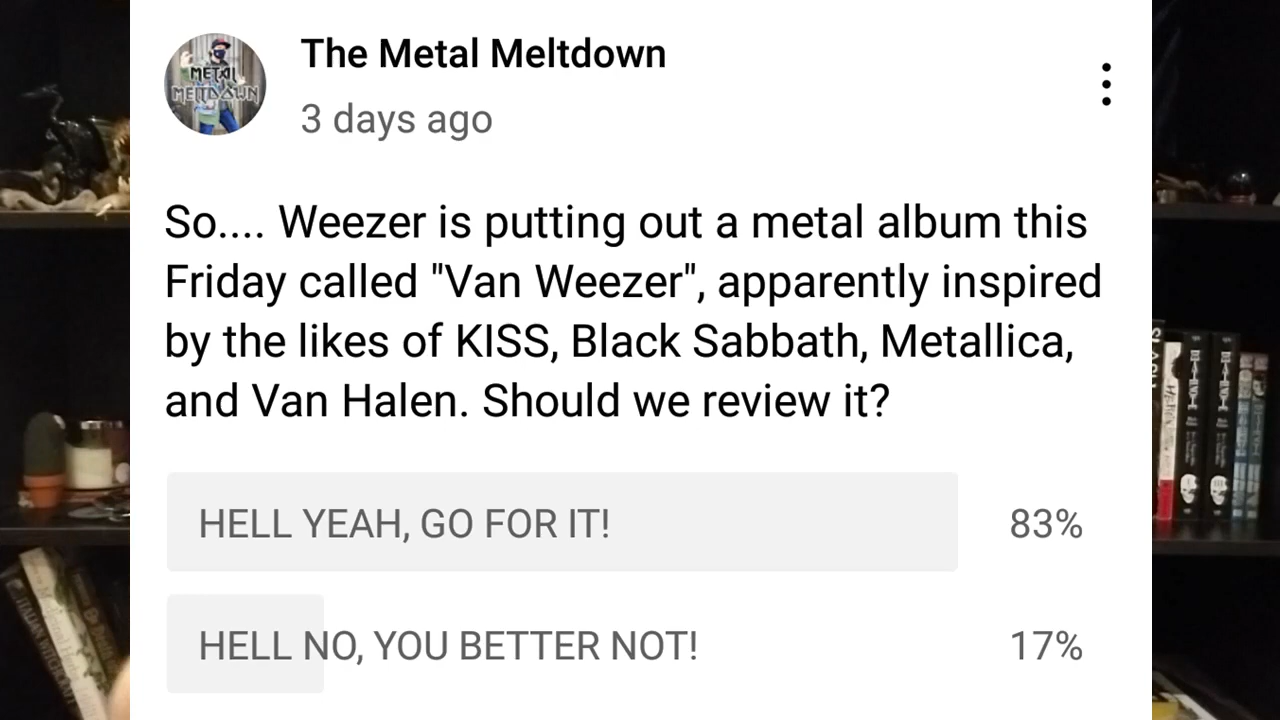 METAL
MELTDOWN
The Metal Meltdown
3 days ago
So.... Weezer is putting out a metal album this
Friday called "Van Weezer", apparently inspired
by the likes of KISS, Black Sabbath, Metallica,
and Van Halen. Should we review it?
HELL YEAH, GO FOR IT!
83%
HELL NO, YOU BETTER NOT!
17%